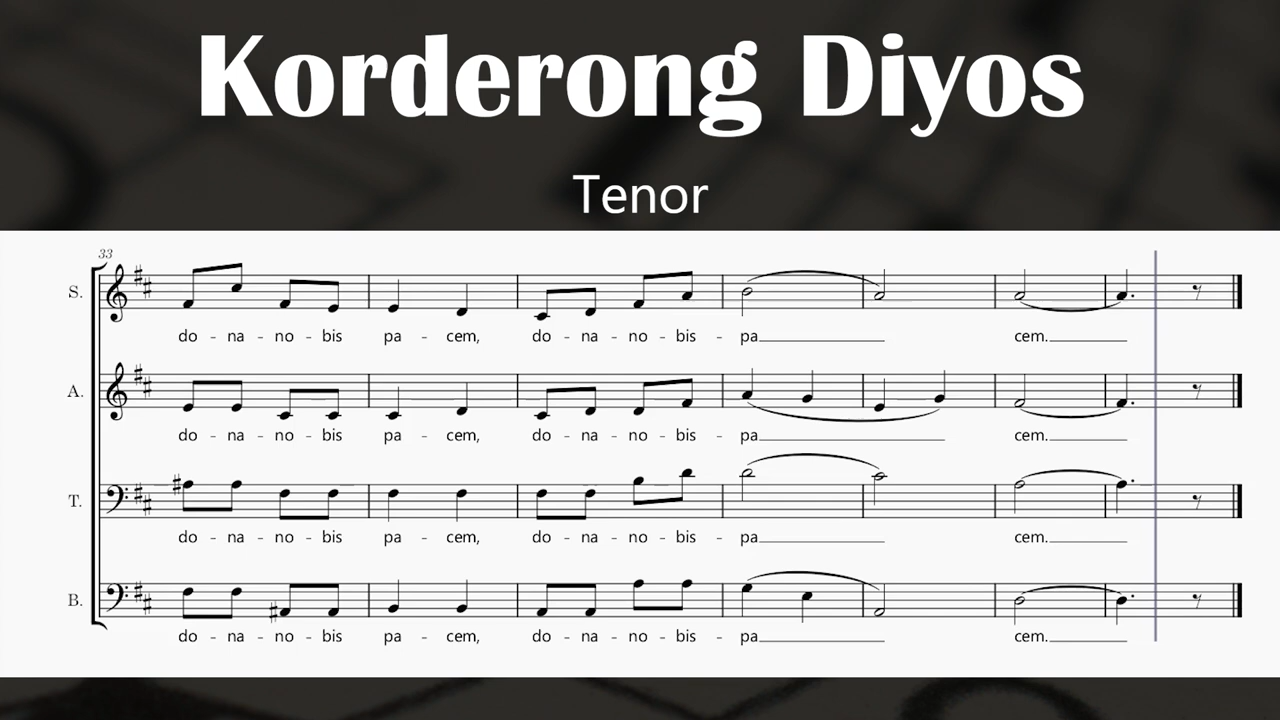 Korderong Diyos
Tenor
33
S.
do - na - no - bis pa - cem, do - na - no - bis - pa cem.
A.
do - na - no - bis pa - cem, do - na - no - bis - pa cem.
T.
do - na - no - bis pa - cem, do - na - no - bis - pa cem.
B.
do - na - no - bis pa - cem, do - na - no - bis - pa cem.